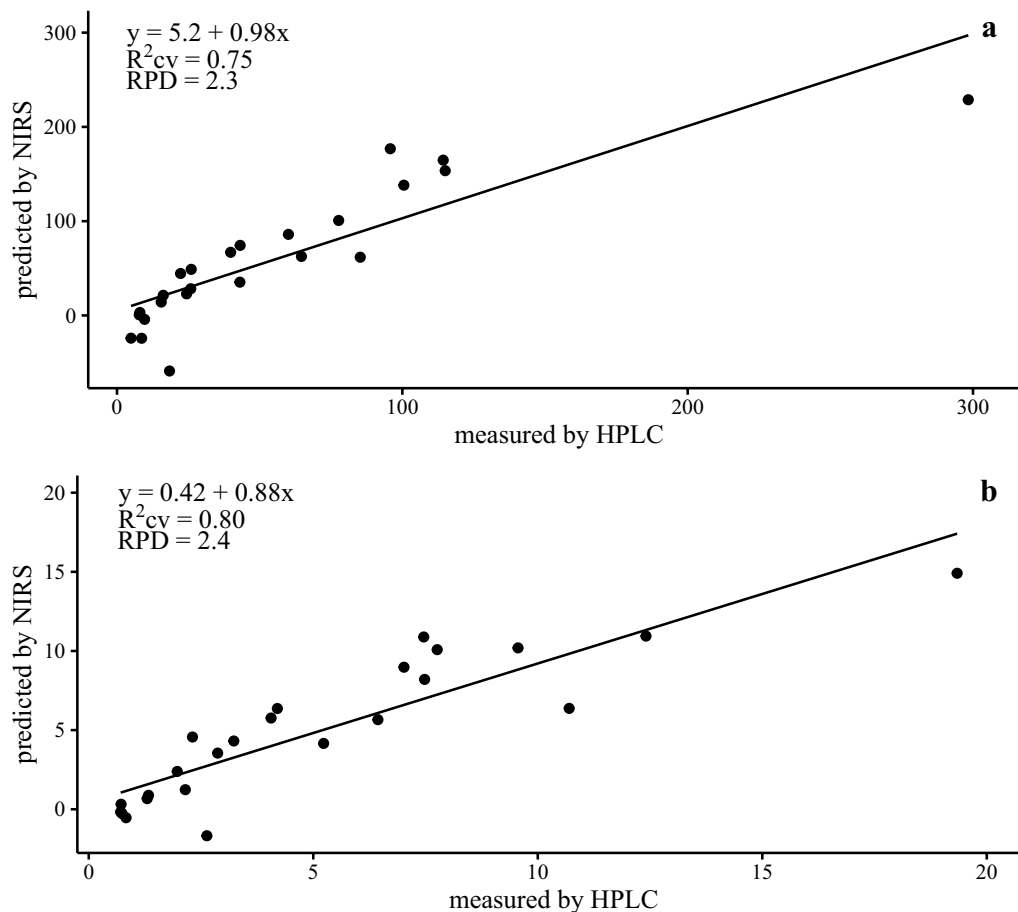 a
y = 5.2 + 0.98x
R²cv = 0.75
RPD = 2.3
predicted by NIRS
300
200
100
0
0 100 200 300
measured by HPLC
b
y = 0.42 + 0.88x
R²cv = 0.80
RPD = 2.4
predicted by NIRS
20
15
10
5
0
0 5 10 15 20
measured by HPLC